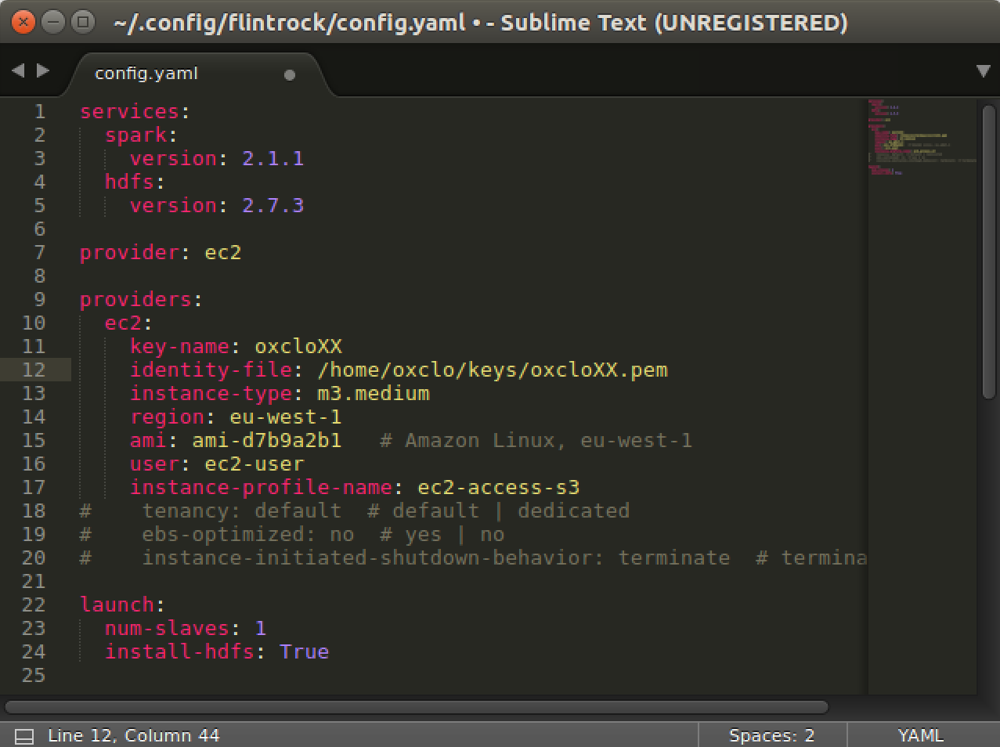 ~/.config/flintrock/config.yaml • - Sublime Text (UNREGISTERED)
config.yaml
1 services:
2   spark:
3     version: 2.1.1
4   hdfs:
5     version: 2.7.3
6
7 provider: ec2
8
9 providers:
10   ec2:
11     key-name: oxcloXX
12     identity-file: /home/oxclo/keys/oxcloXX.pem
13     instance-type: m3.medium
14     region: eu-west-1
15     ami: ami-d7b9a2b1   # Amazon Linux, eu-west-1
16     user: ec2-user
17     instance-profile-name: ec2-access-s3
18 #    tenancy: default  # default | dedicated
19 #    ebs-optimized: no  # yes | no
20 #    instance-initiated-shutdown-behavior: terminate  # termina
21
22 launch:
23   num-slaves: 1
24   install-hdfs: True
25
Line 12, Column 44 Spaces: 2 YAML